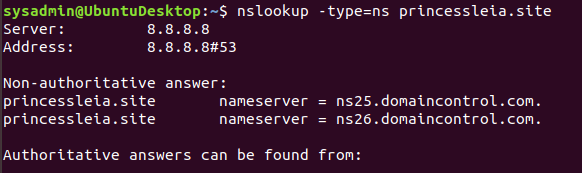 sysadmin@UbuntuDesktop:~$ nslookup -type=ns princessleia.site
Server:         8.8.8.8
Address:        8.8.8.8#53

Non-authoritative answer:
princessleia.site       nameserver = ns25.domaincontrol.com.
princessleia.site       nameserver = ns26.domaincontrol.com.

Authoritative answers can be found from: